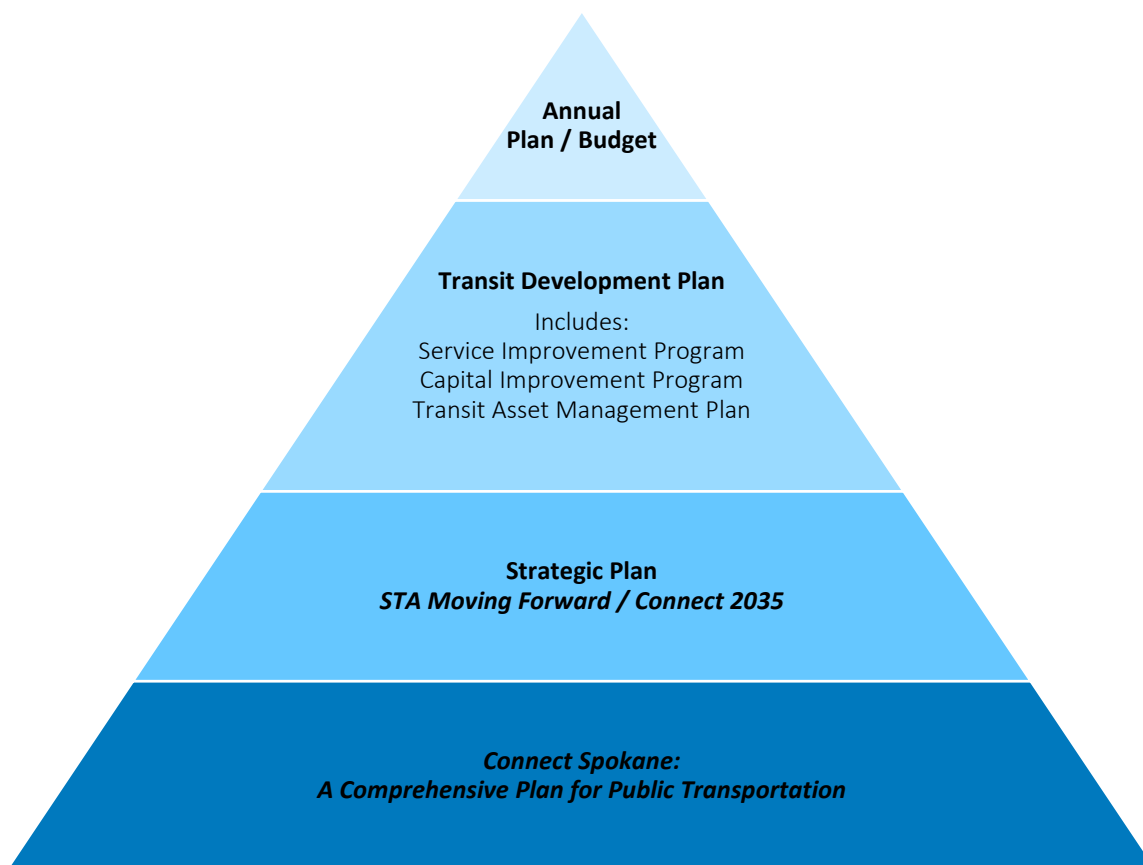 Annual
Plan / Budget
Transit Development Plan
Includes:
Service Improvement Program
Capital Improvement Program
Transit Asset Management Plan
Strategic Plan
STA Moving Forward / Connect 2035
Connect Spokane:
A Comprehensive Plan for Public Transportation